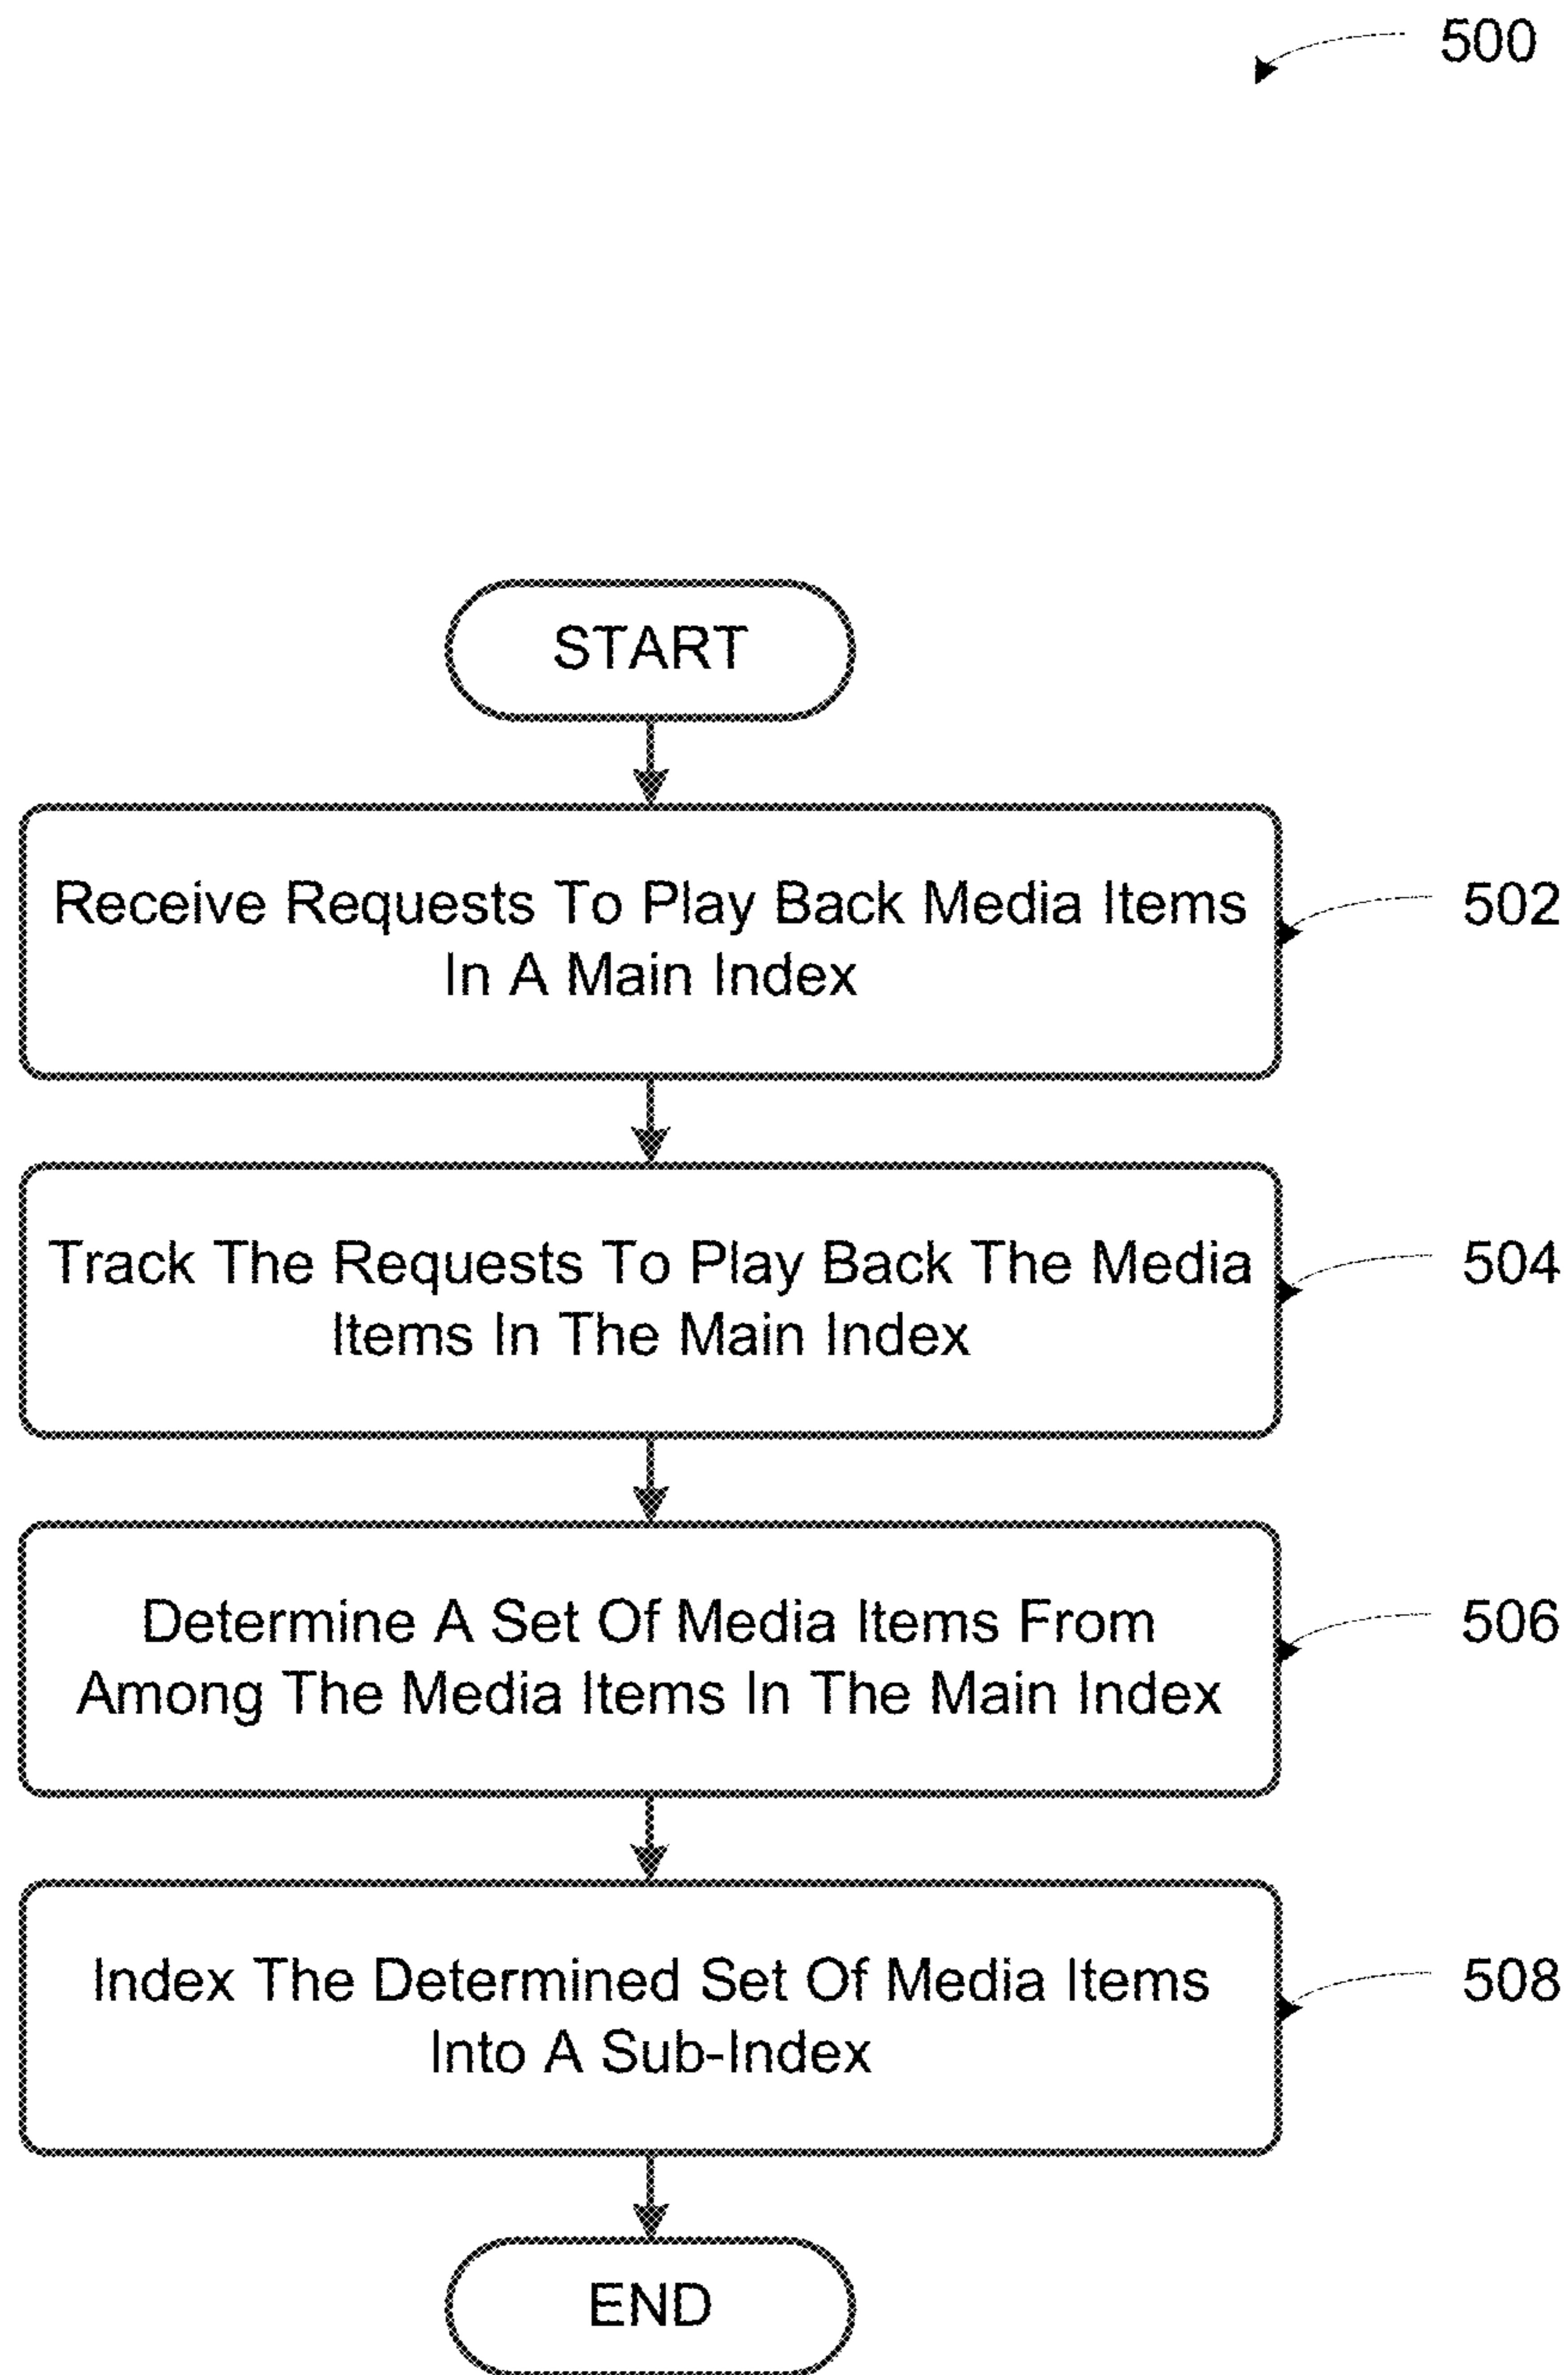 500
START
Receive Requests To Play Back Media Items
In A Main Index
502
Track The Requests To Play Back The Media
Items In The Main Index
504
Determine A Set Of Media Items From
Among The Media Items In The Main Index
506
Index The Determined Set Of Media Items
Into A Sub-Index
508
END